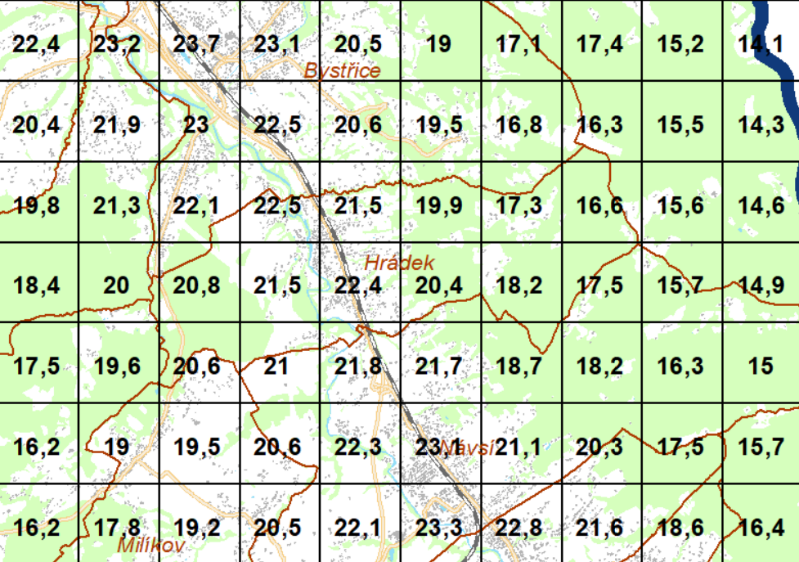 22,4 23,2 23,7 23,1 20,5 19 17,1 17,4 15,2 14,1
Bystřice
20,4 21,9 23 22,5 20,6 19,5 16,8 16,3 15,5 14,3
19,8 21,3 22,1 22,5 21,5 19,9 17,3 16,6 15,6 14,6
Hrádek
18,4 20 20,8 21,5 22,4 20,4 18,2 17,5 15,7 14,9
17,5 19,6 20,6 21 21,8 21,7 18,7 18,2 16,3 15
16,2 19 19,5 20,6 22,3 23,1 21,1 20,3 17,5 15,7
Návsí
16,2 17,8 19,2 20,5 22,1 23,3 22,8 21,6 18,6 16,4
Milíkov